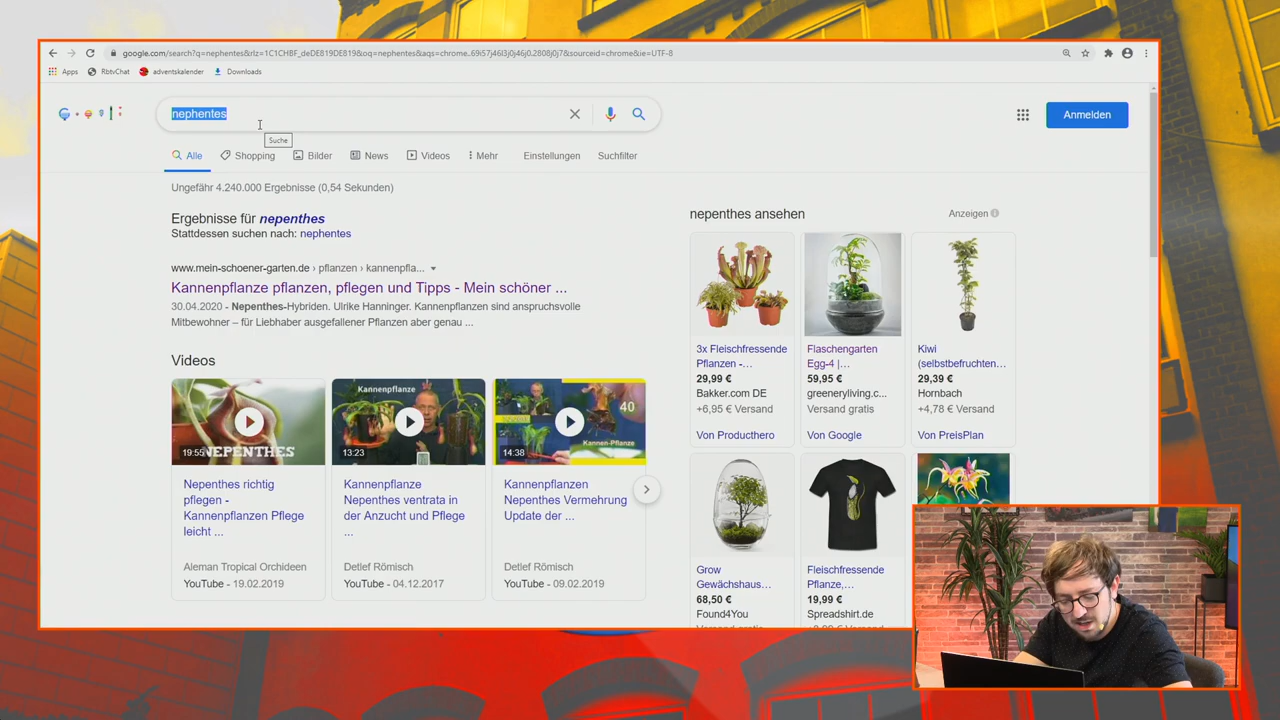 google.com/search?q=nephentes&rlz=1C1CHBF_deDE819DE819&oq=nephentes&aqs=chrome..69i57j46l3j0j46j0.2808j0j7&sourceid=chrome&ie=UTF-8
Apps
RbtvChat
adventskalender
Downloads
nephentes
Suche
Anmelden
Alle
Shopping
Bilder
News
Videos
Mehr
Einstellungen
Suchfilter
Ungefähr 4.240.000 Ergebnisse (0,54 Sekunden)
Ergebnisse für nepenthes
Stattdessen suchen nach: nephentes
www.mein-schoener-garten.de › pflanzen › kannenpfla...
Kannenpflanze pflanzen, pflegen und Tipps - Mein schöner ...
30.04.2020 - Nepenthes-Hybriden. Ulrike Hanninger. Kannenpflanzen sind anspruchsvolle
Mitbewohner – für Liebhaber ausgefallener Pflanzen aber genau ...
Videos
19:55
NEPENTHES
Nepenthes richtig
pflegen -
Kannenpflanzen Pflege
leicht ...
Aleman Tropical Orchideen
YouTube - 19.02.2019
Kannenpflanze
13:23
Kannenpflanze
Nepenthes ventrata in
der Anzucht und Pflege
...
Detlef Römisch
YouTube - 04.12.2017
40
Kannen-Pflanze
14:38
Kannenpflanzen
Nepenthes Vermehrung
Update der ...
Detlef Römisch
YouTube - 09.02.2019
nepenthes ansehen
Anzeigen
3x Fleischfressende
Pflanzen -...
29,99 €
Bakker.com DE
+6,95 € Versand
Von Producthero
Flaschengarten
Egg-4 |...
59,95 €
greeneryliving.c...
Versand gratis
Von Google
Kiwi
(selbstbefruchten...
29,39 €
Hornbach
+4,78 € Versand
Von PreisPlan
Grow
Gewächshaus...
68,50 €
Found4You
Fleischfressende
Pflanze,...
19,99 €
Spreadshirt.de